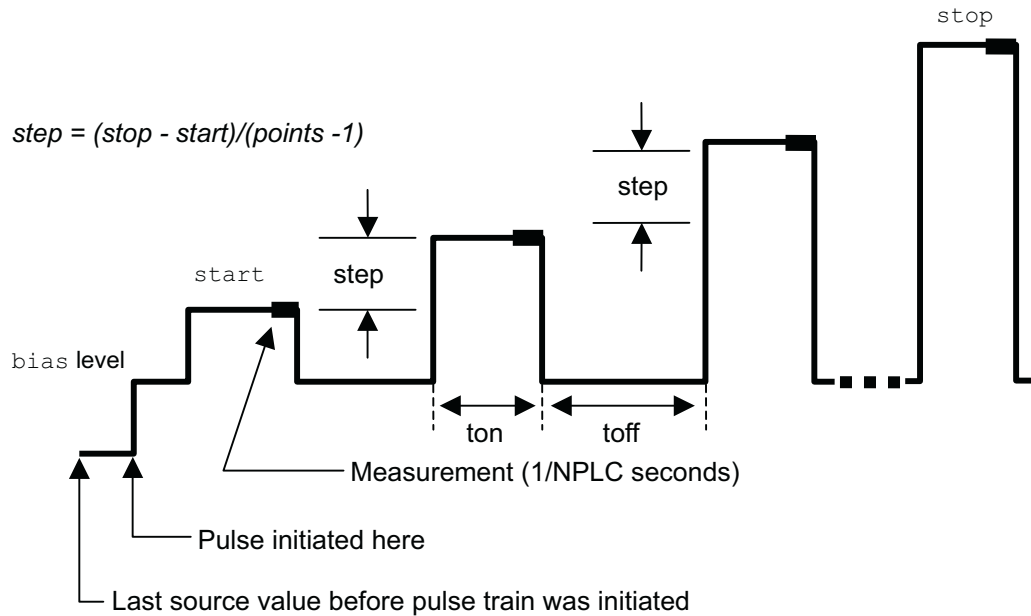 stop
step = (stop - start)/(points -1)
step
step
start
bias level
ton
toff
Measurement (1/NPLC seconds)
Pulse initiated here
Last source value before pulse train was initiated